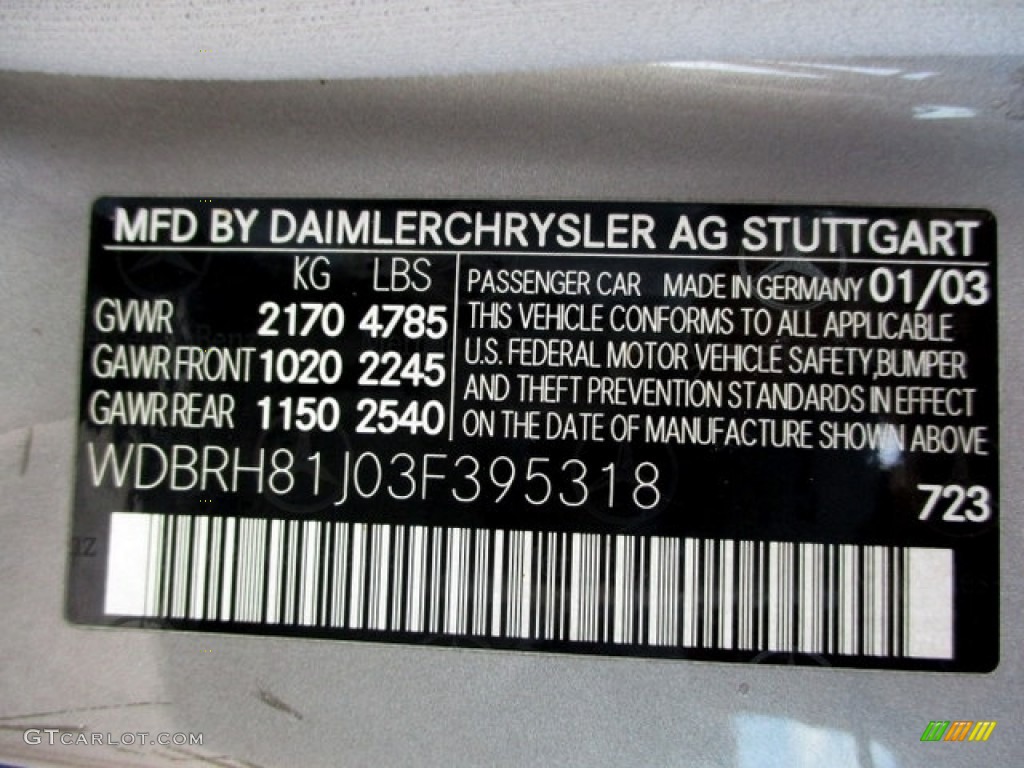 MFD BY DAIMLERCHRYSLER AG STUTTGART
KG LBS
GVWR 2170 4785
GAWR FRONT 1020 2245
GAWR REAR 1150 2540
PASSENGER CAR MADE IN GERMANY 01/03
THIS VEHICLE CONFORMS TO ALL APPLICABLE
U.S. FEDERAL MOTOR VEHICLE SAFETY, BUMPER
AND THEFT PREVENTION STANDARDS IN EFFECT
ON THE DATE OF MANUFACTURE SHOWN ABOVE
WDBRH81J03F395318
723
GTCARLOT.COM